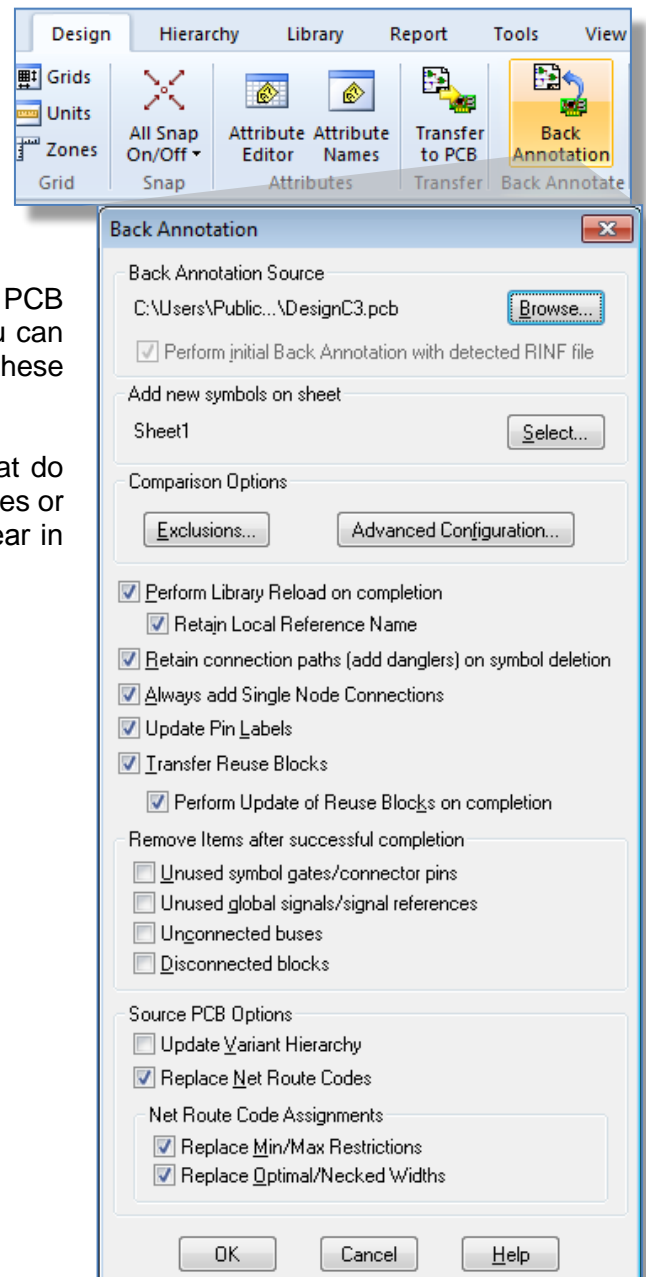 Design Hierarchy Library Report Tools View
Grids
Units
Zones
All Snap
On/Off
Attribute
Editor
Attribute
Names
Transfer
to PCB
Back
Annotation
Grid Snap Attributes Transfer Back Annotate
Back Annotation
Back Annotation Source
C:\Users\Public...\DesignC3.pcb Browse...
Perform initial Back Annotation with detected RINF file
Add new symbols on sheet
Sheet1 Select...
Comparison Options
Exclusions... Advanced Configuration...
Perform Library Reload on completion
Retain Local Reference Name
Retain connection paths (add danglers) on symbol deletion
Always add Single Node Connections
Update Pin Labels
Transfer Reuse Blocks
Perform Update of Reuse Blocks on completion
Remove Items after successful completion
Unused symbol gates/connector pins
Unused global signals/signal references
Unconnected buses
Disconnected blocks
Source PCB Options
Update Variant Hierarchy
Replace Net Route Codes
Net Route Code Assignments
Replace Min/Max Restrictions
Replace Optimal/Necked Widths
OK Cancel Help
PCB
can
at do
es or
ear in